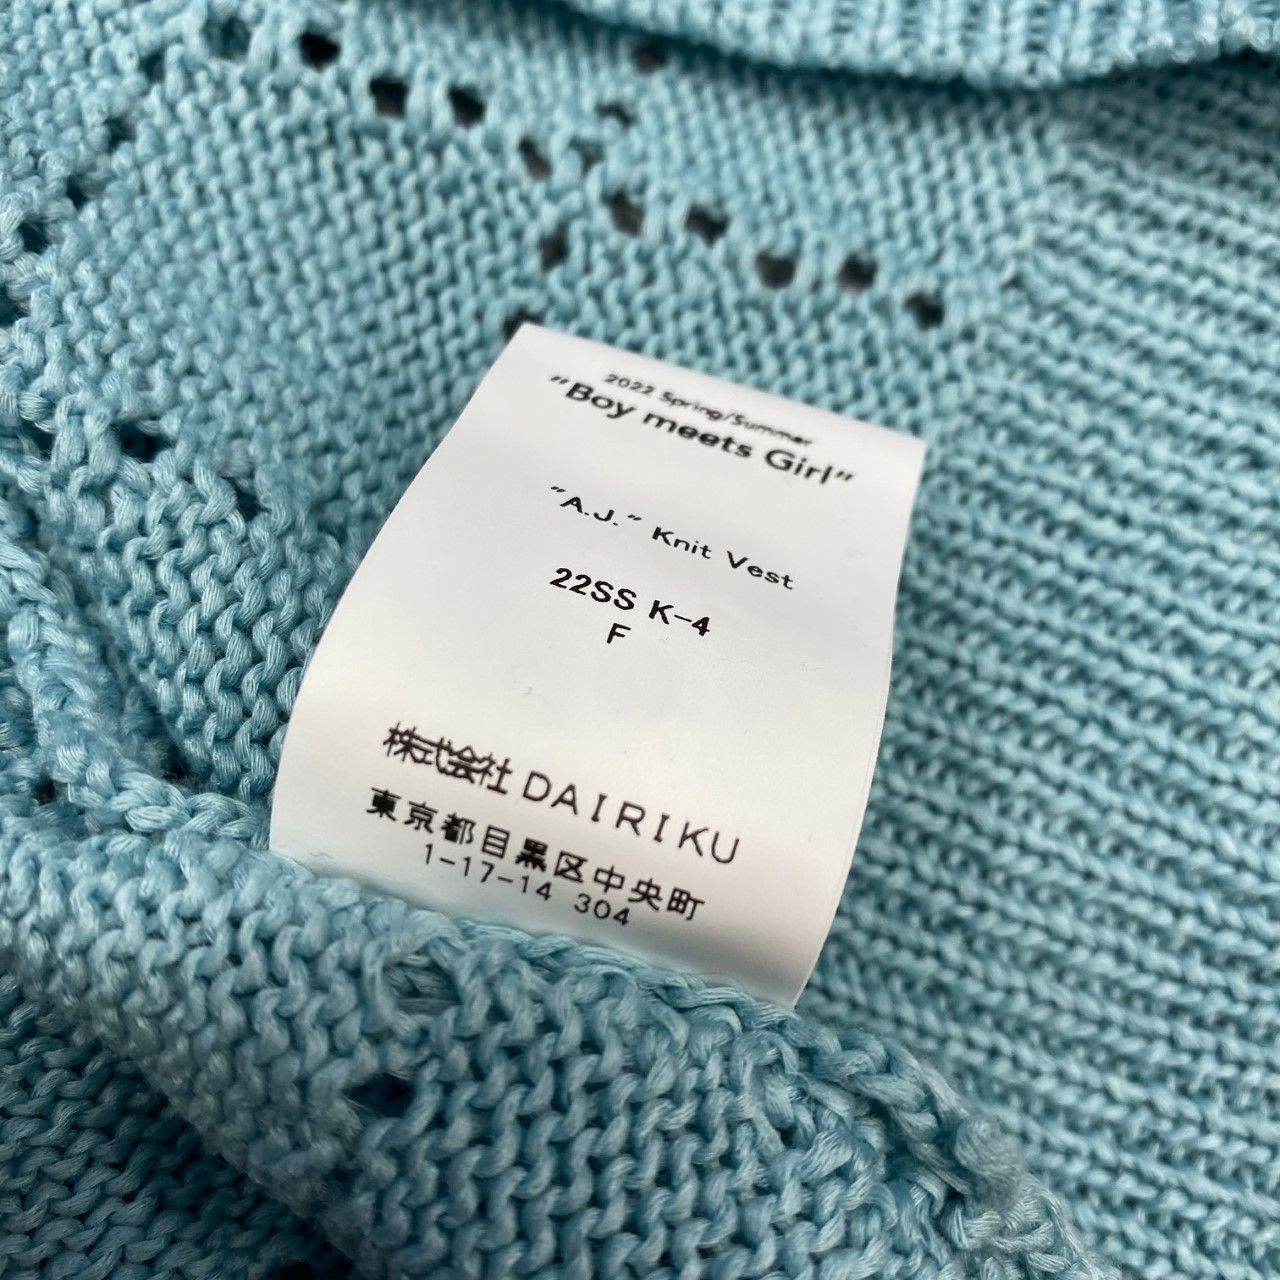 2022 Spring/Summer
"Boy meets Girl"
"A.J." Knit Vest
22SS K-4
F
株式会社 DAIRIKU
東京都目黒区中央町
1-17-14 304